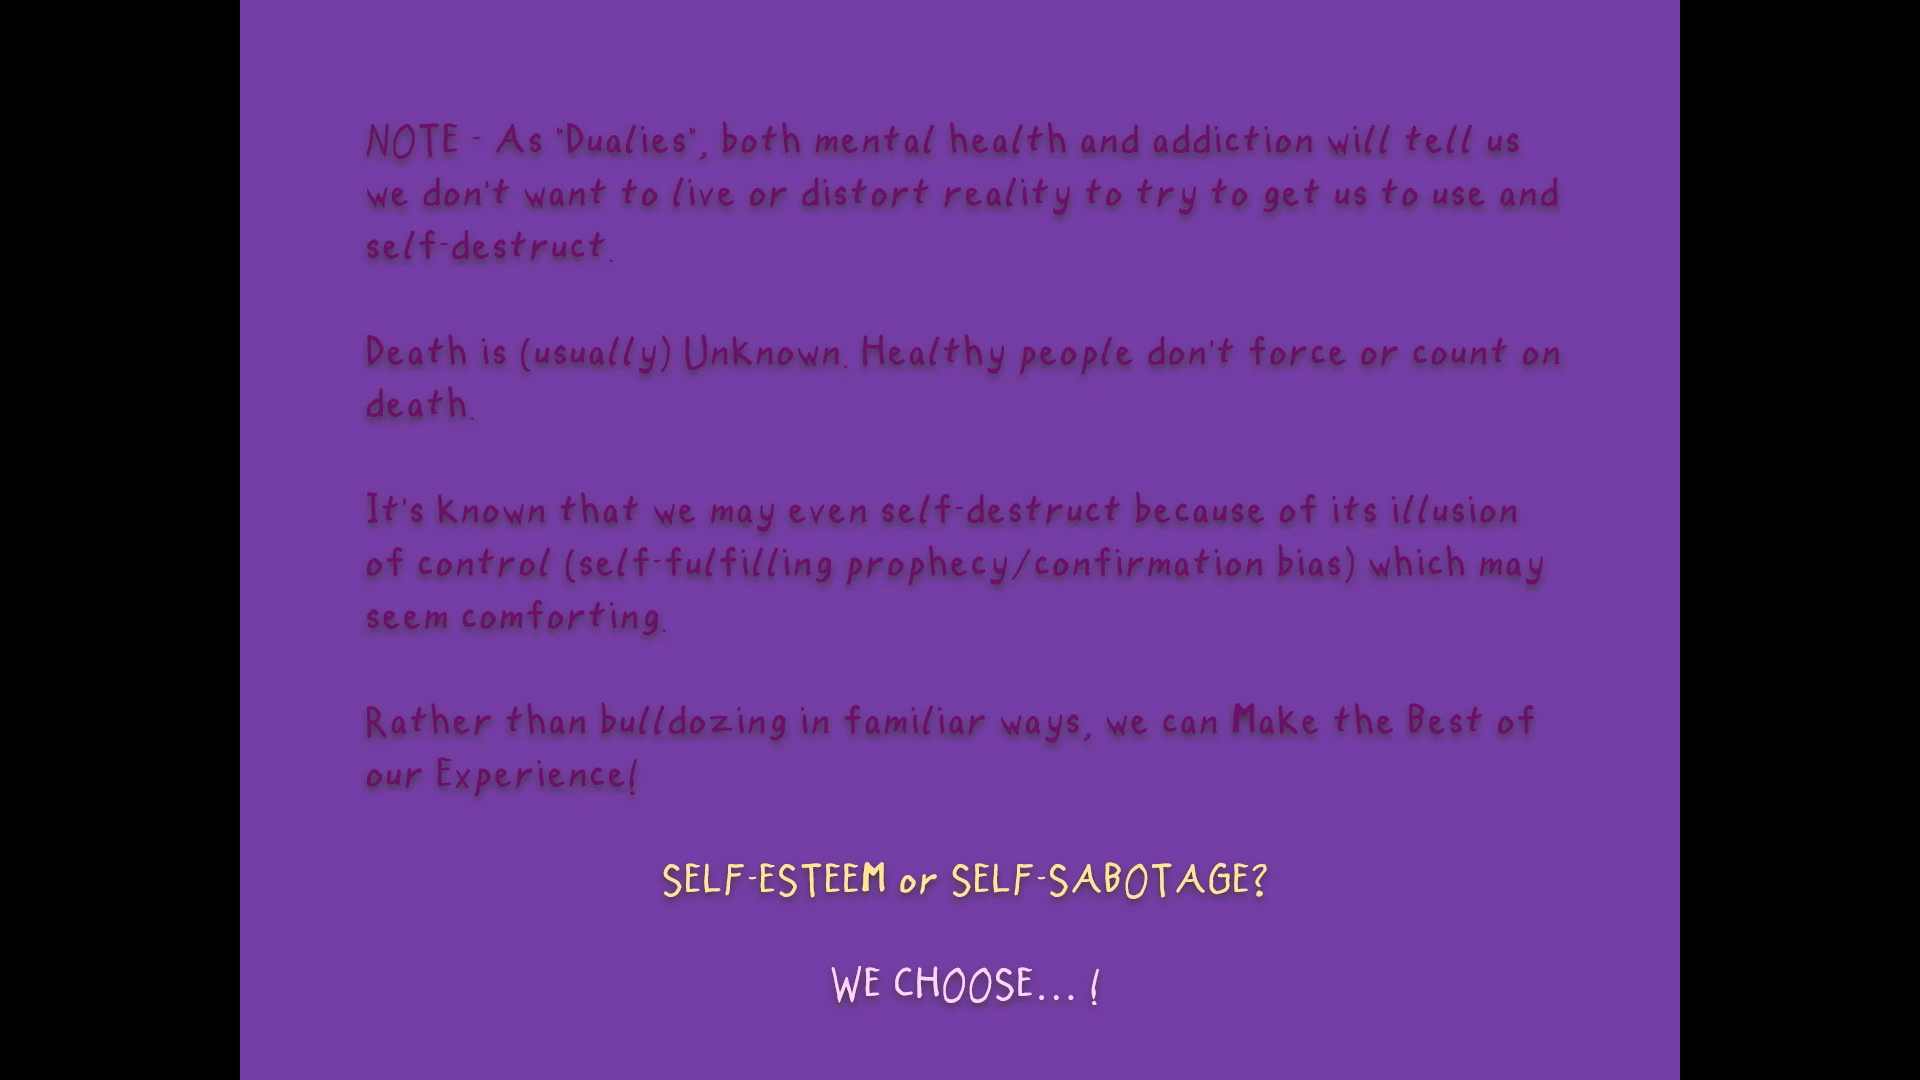 NOTE - As "Dualies", both mental health and addiction will tell us
we don't want to live or distort reality to try to get us to use and
self-destruct.
Death is (usually) Unknown. Healthy people don't force or count on
death.
It's known that we may even self-destruct because of its illusion
of control (self-fulfilling prophecy/confirmation bias) which may
seem comforting.
Rather than bulldozing in familiar ways, we can Make the Best of
our Experience!
SELF-ESTEEM or SELF-SABOTAGE?
WE CHOOSE... !